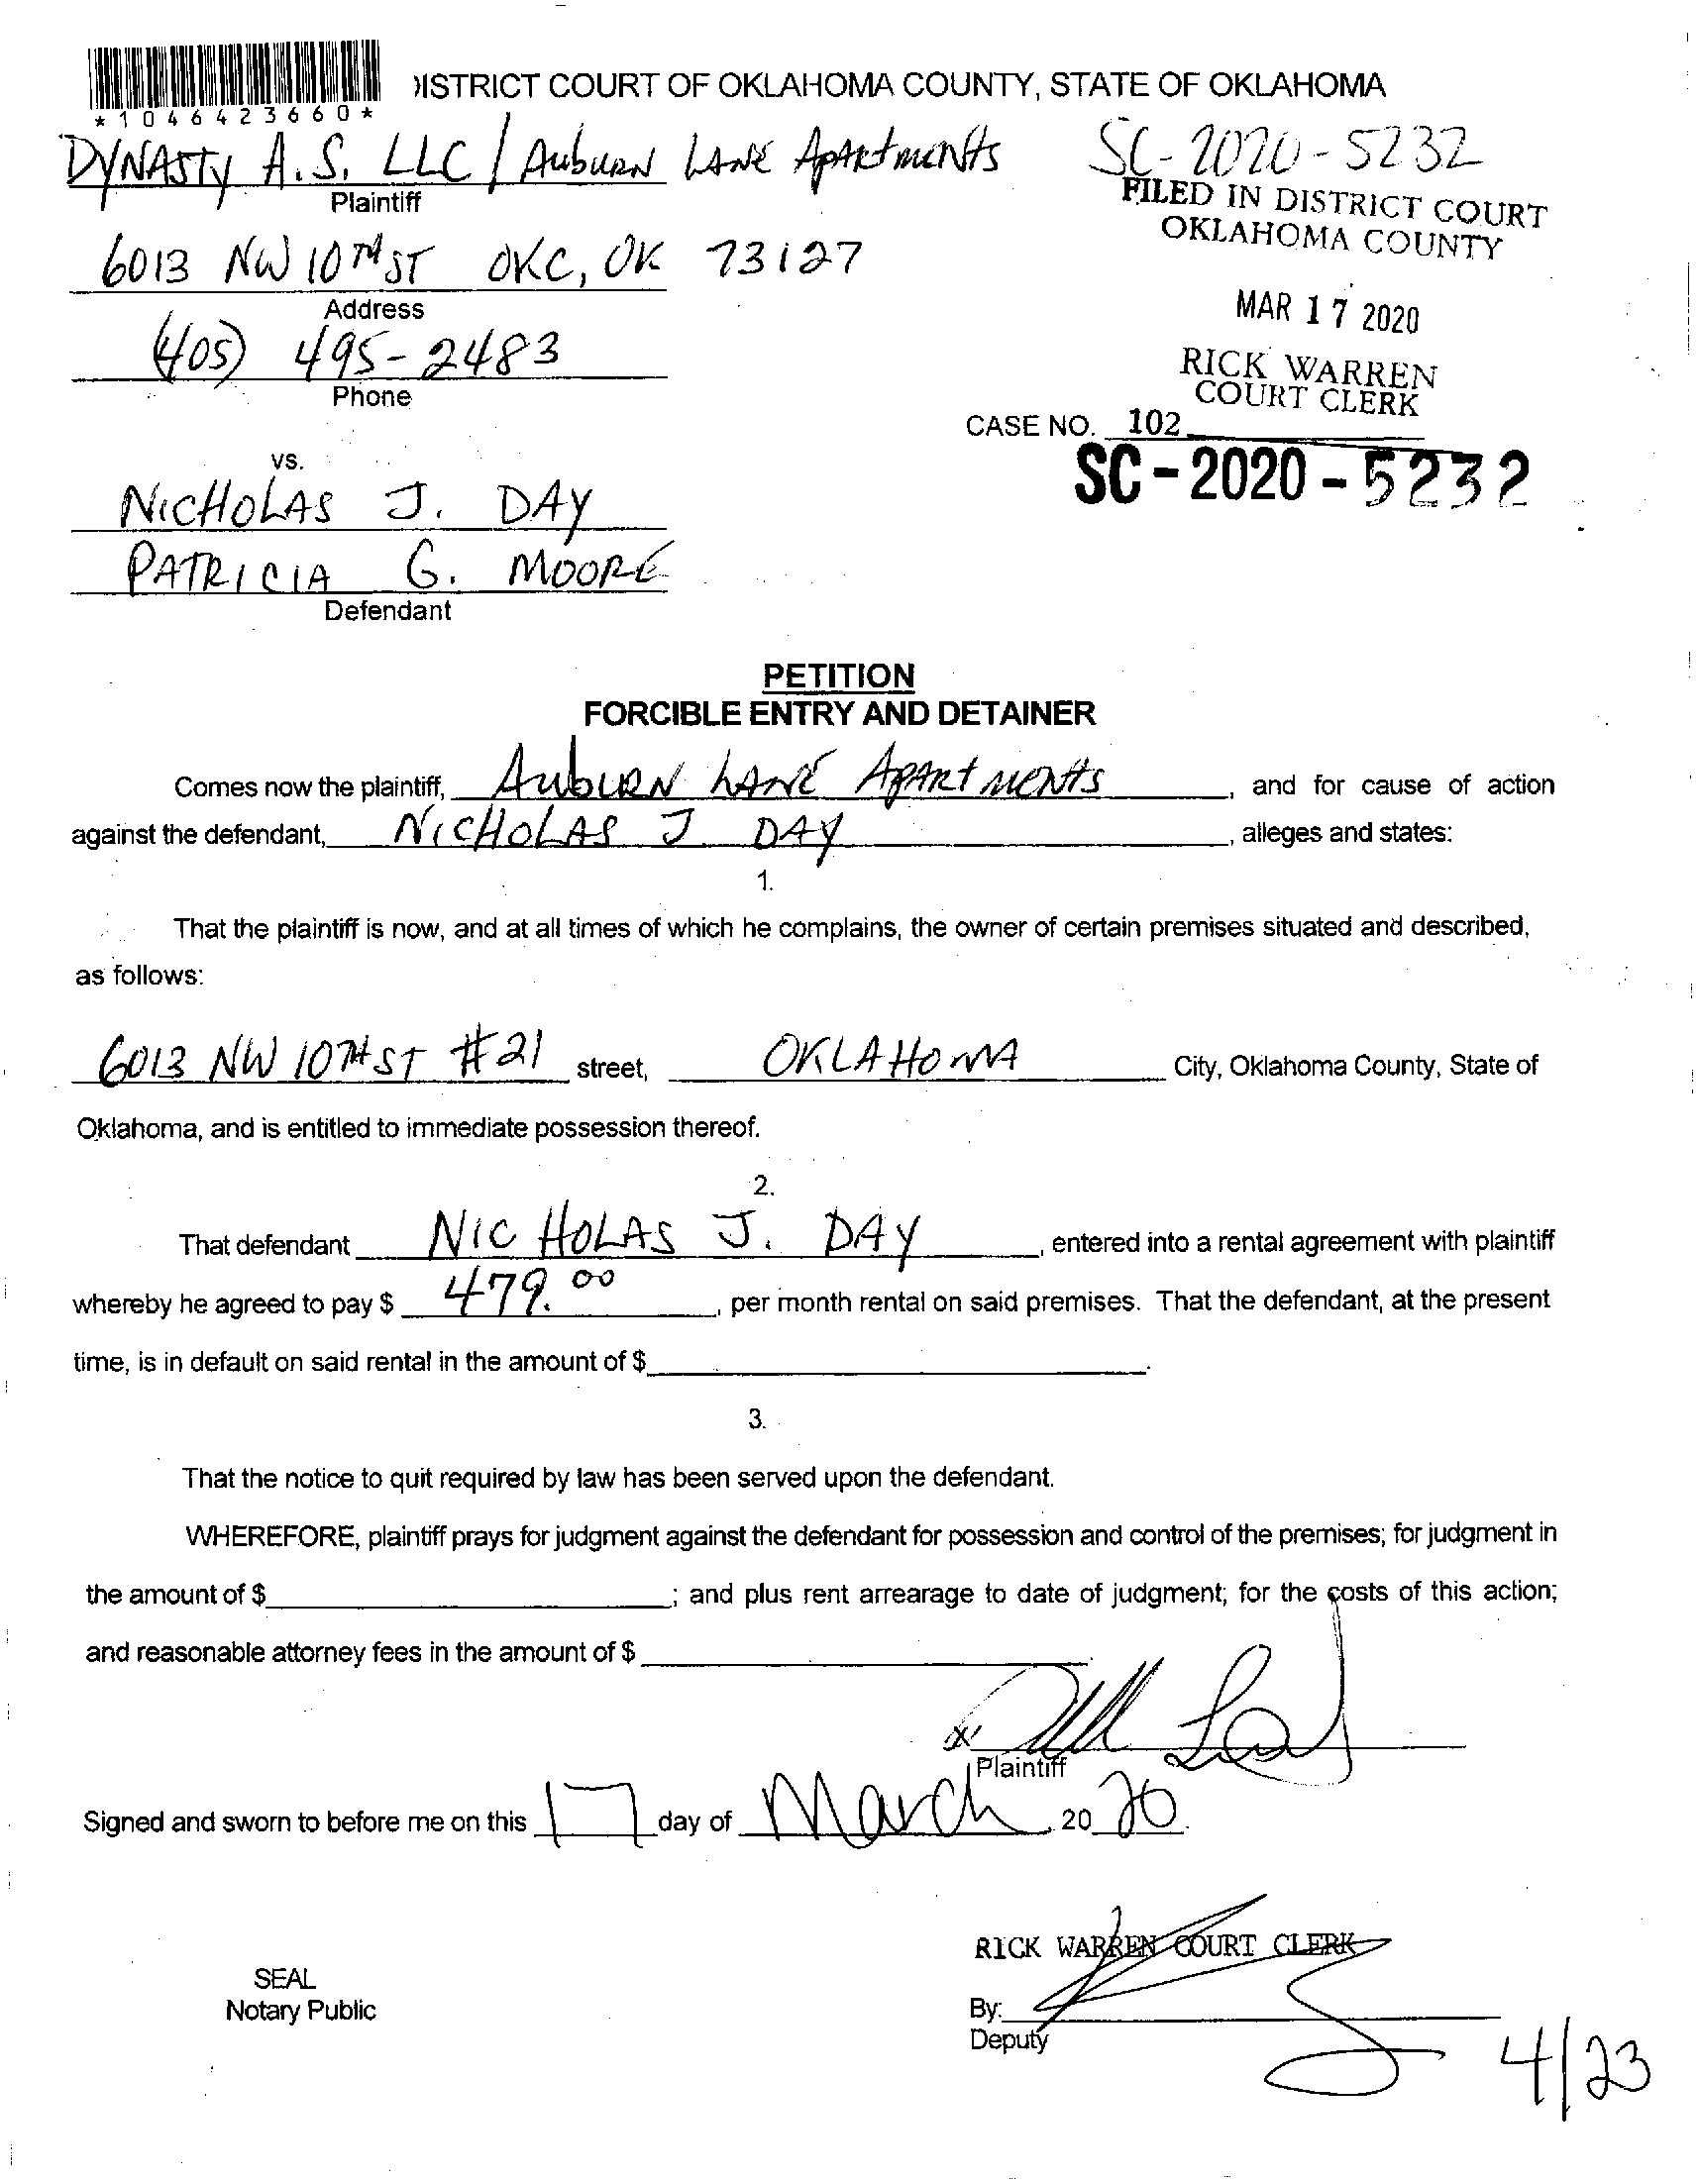 *1046423660*
DISTRICT COURT OF OKLAHOMA COUNTY, STATE OF OKLAHOMA
DYNASTY A.S. LLC / AuburN LANE ApARtmENts
Plaintiff
SC-2020-5232
FILED IN DISTRICT COURT
OKLAHOMA COUNTY
6013 NW 10TH ST OKC, OK 73127
Address
MAR 17 2020
(405) 495-2483
Phone
RICK WARREN
COURT CLERK
CASE NO. 102
SC-2020-5232
vs.
NICHOLAS J. DAY
PATRICIA G. MOORE
Defendant
PETITION
FORCIBLE ENTRY AND DETAINER
Comes now the plaintiff, AubuRN LANE APARtmENts, and for cause of action
against the defendant, NICHOLAS J DAY, alleges and states:
1.
That the plaintiff is now, and at all times of which he complains, the owner of certain premises situated and described,
as follows:
6013 NW 10TH ST #21 street, OKLAHOMA City, Oklahoma County, State of
Oklahoma, and is entitled to immediate possession thereof.
2.
That defendant NICHOLAS J. DAY, entered into a rental agreement with plaintiff
whereby he agreed to pay $ 479.00, per month rental on said premises. That the defendant, at the present
time, is in default on said rental in the amount of $.
3.
That the notice to quit required by law has been served upon the defendant.
WHEREFORE, plaintiff prays for judgment against the defendant for possession and control of the premises; for judgment in
the amount of $; and plus rent arrearage to date of judgment; for the costs of this action;
and reasonable attorney fees in the amount of $
x
Plaintiff
Signed and sworn to before me on this 17 day of March, 20 20.
RICK WARREN COURT CLERK
SEAL
Notary Public
By:
Deputy
4/23